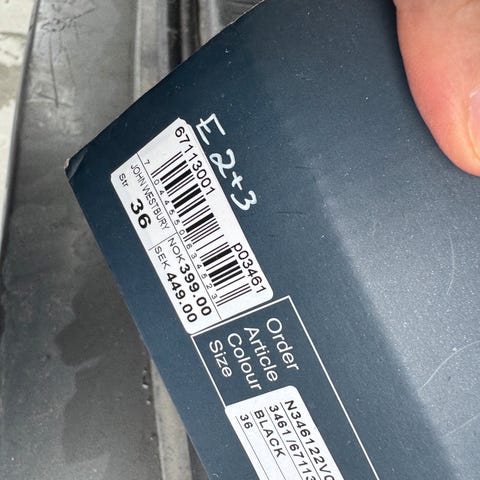 E 2+3
67113001
p03461
JOHN WESTBURY
Str
36
NOK 399.00
SEK 449.00
Order
Article
Colour
Size
N346122V
3461/67113
BLACK
36